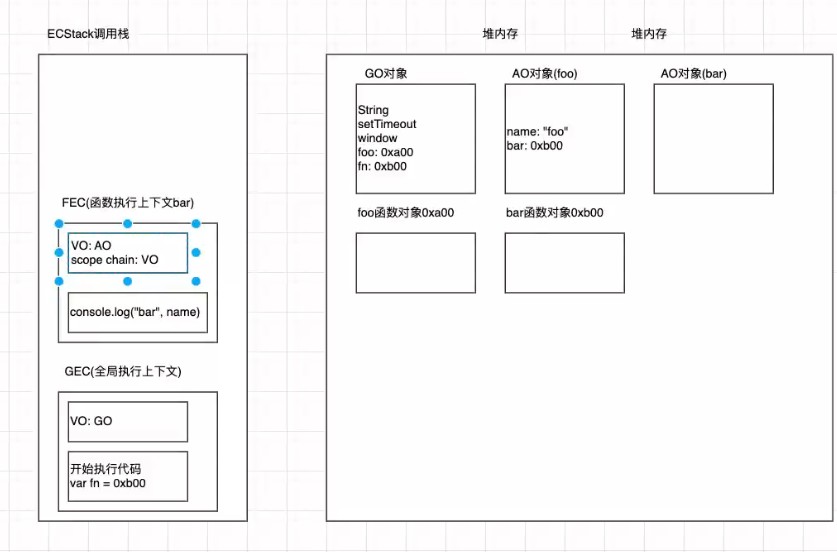 ECStack调用栈
堆内存
堆内存
GO对象
AO对象(foo)
AO对象(bar)
String
setTimeout
window
foo: 0xa00
fn: 0xb00
name: "foo"
bar: 0xb00
FEC(函数执行上下文bar)
foo函数对象0xa00
bar函数对象0xb00
VO: AO
scope chain: VO
console.log("bar", name)
GEC(全局执行上下文)
VO: GO
开始执行代码
var fn = 0xb00